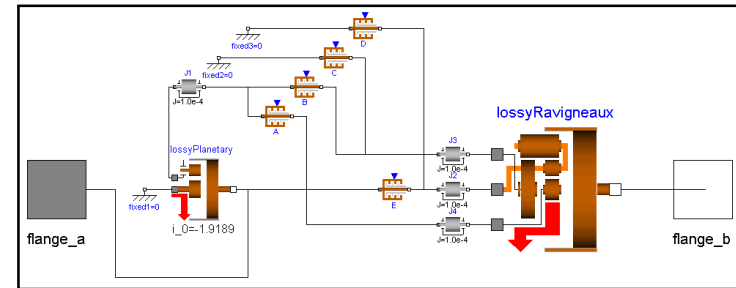 D
fixed3=0
C
fixed2=0
J1
J=1.0e-4
B
A
lossyRavigneaux
lossyPlanetary
J3
J=1.0e-4
J2
J=1.0e-4
E
fixed1=0
i_0=-1.9189
J4
J=1.0e-4
flange_a
flange_b